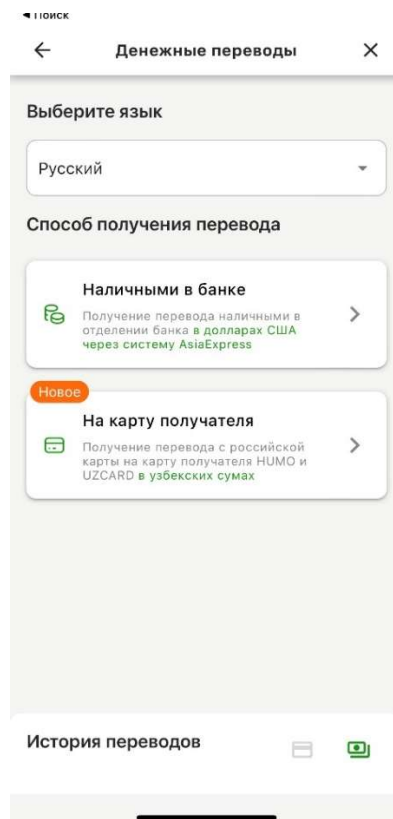 Поиск
Денежные переводы
Выберите язык
Русский
Способ получения перевода
Наличными в банке
Получение перевода наличными в
отделении банка в долларах США
через систему AsiaExpress
Новое
На карту получателя
Получение перевода с российской
карты на карту получателя HUMO и
UZCARD в узбекских сумах
История переводов